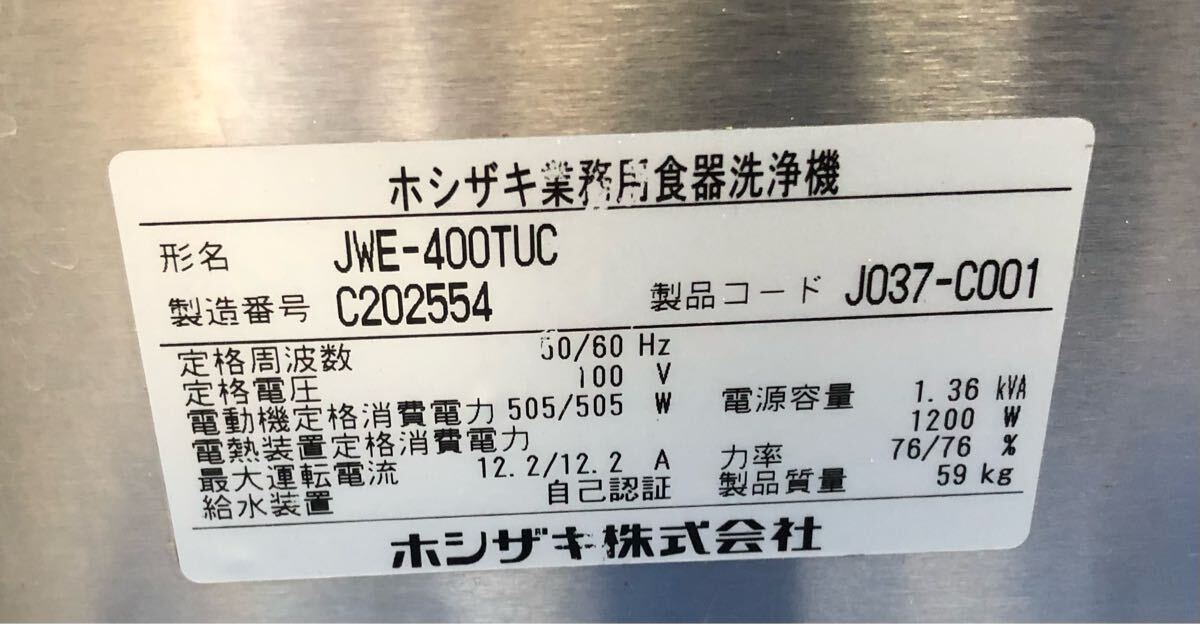 ホシザキ業務用食器洗浄機
形名 JWE-400TUC
製造番号 C202554 製品コード J037-C001
定格周波数 50/60 Hz
定格電圧 100 V
電動機定格消費電力 505/505 W 電源容量 1.36 kVA
電熱装置定格消費電力 1200 W
最大運転電流 12.2/12.2 A 力率 76/76 %
給水装置 自己認証 製品質量 59 kg
ホシザキ株式会社